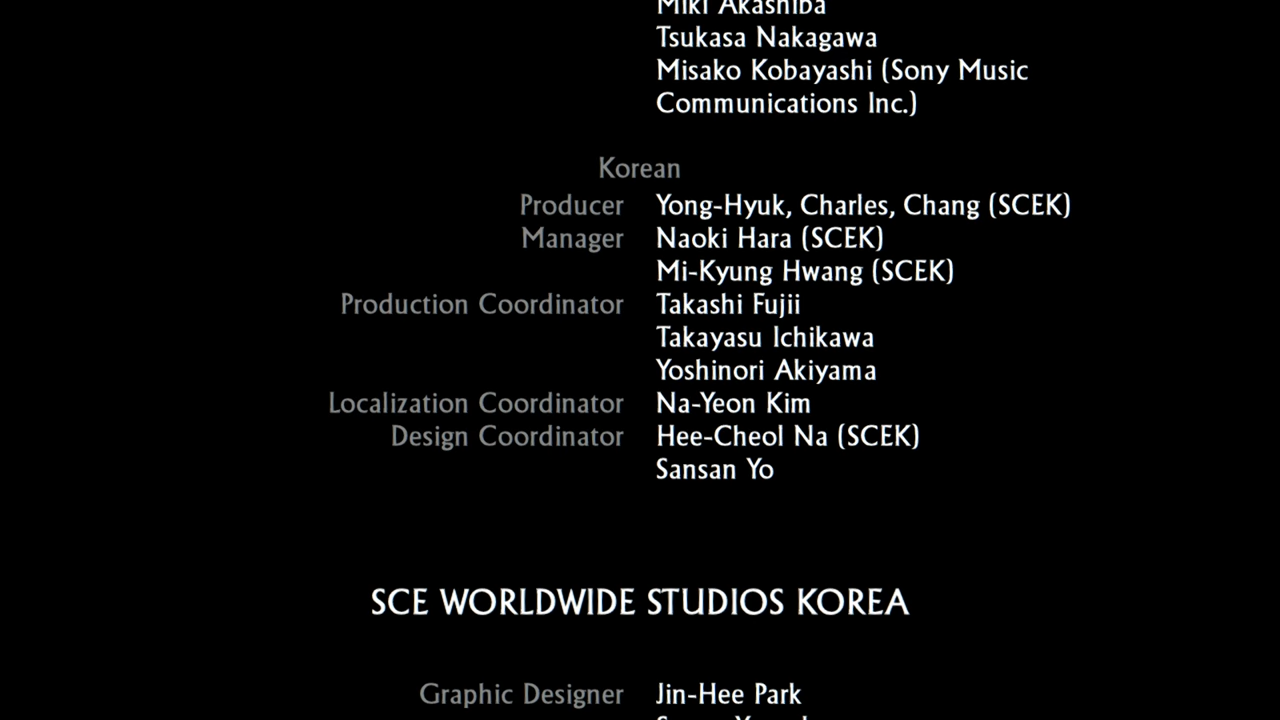 Miki Akashiba
Tsukasa Nakagawa
Misako Kobayashi (Sony Music
Communications Inc.)
Korean
Producer Yong-Hyuk, Charles, Chang (SCEK)
Manager Naoki Hara (SCEK)
Mi-Kyung Hwang (SCEK)
Production Coordinator Takashi Fujii
Takayasu Ichikawa
Yoshinori Akiyama
Localization Coordinator Na-Yeon Kim
Design Coordinator Hee-Cheol Na (SCEK)
Sansan Yo
SCE WORLDWIDE STUDIOS KOREA
Graphic Designer Jin-Hee Park